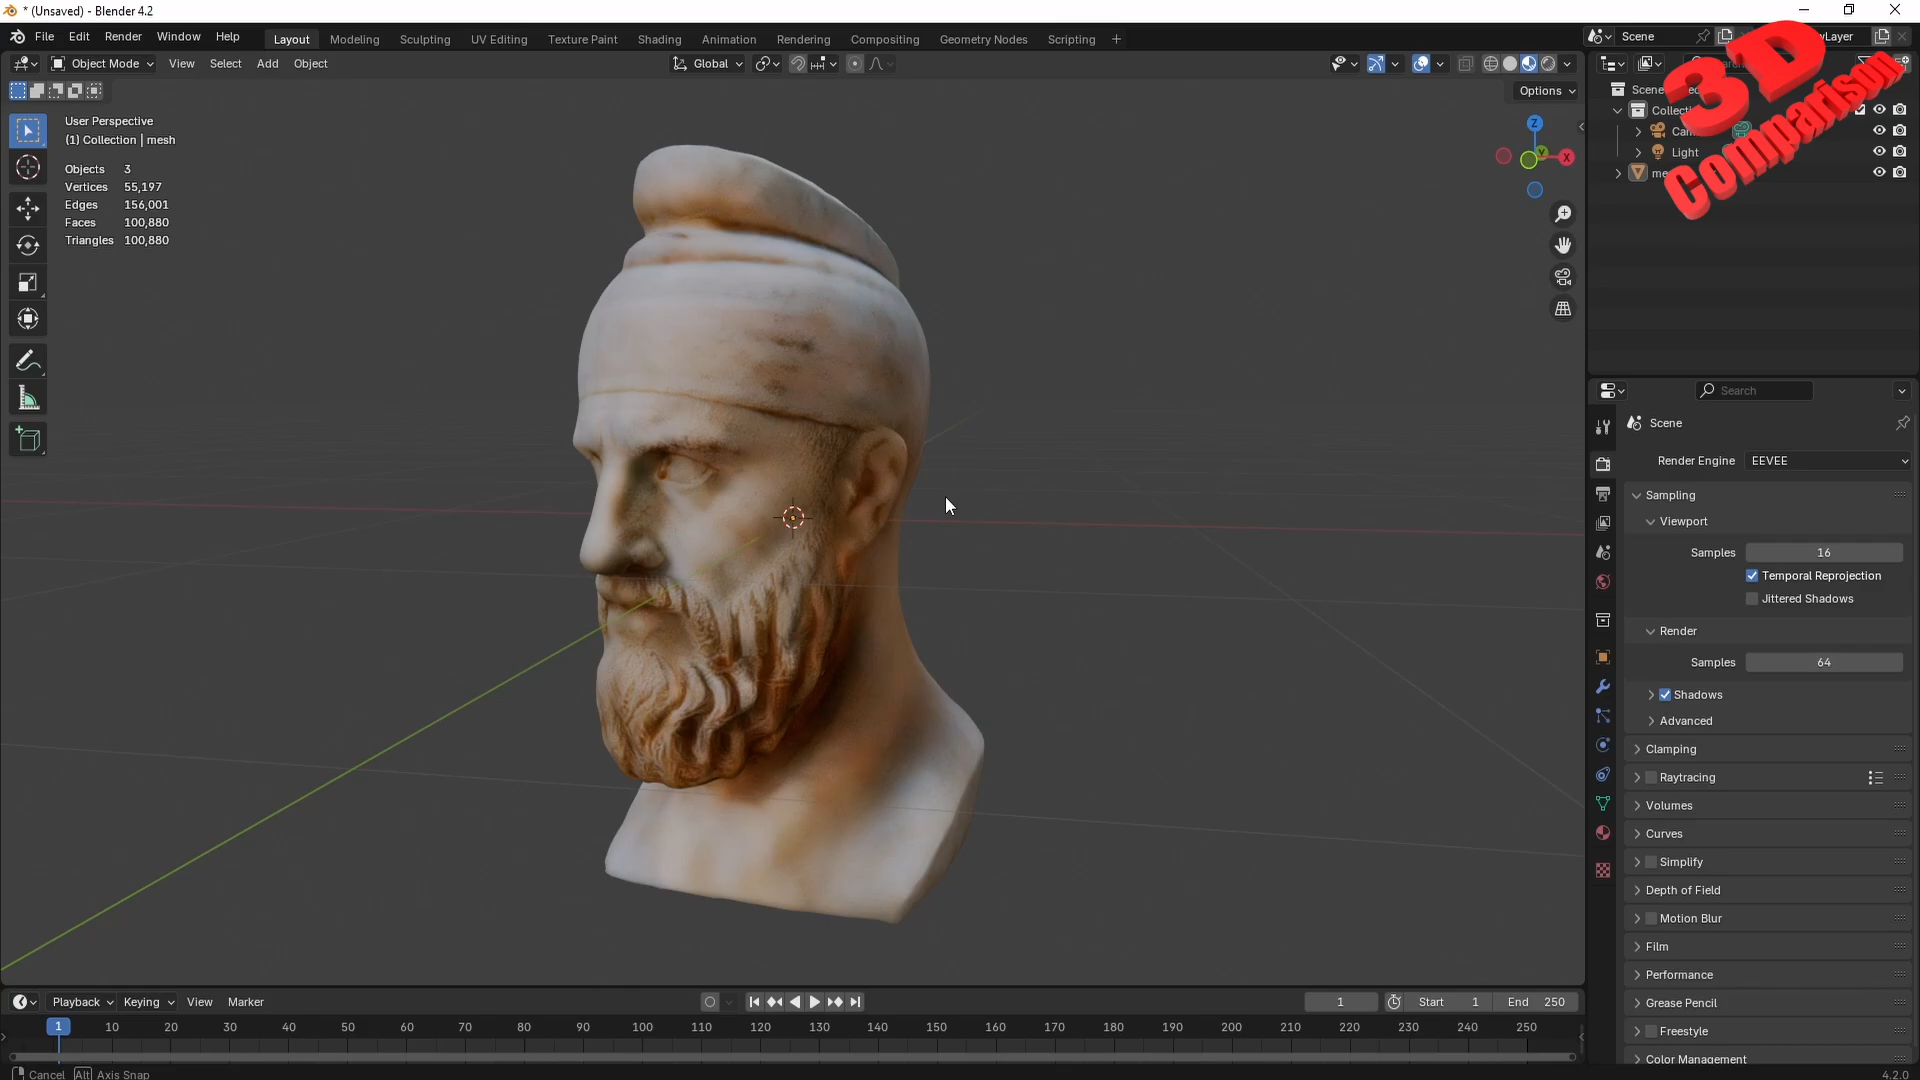 * (Unsaved) - Blender 4.2
File Edit Render Window Help
Layout Modeling Sculpting UV Editing Texture Paint Shading Animation Rendering Compositing Geometry Nodes Scripting +
Scene
Layer
Object Mode View Select Add Object
Global
Options
User Perspective
(1) Collection | mesh
Objects 3
Vertices 55,197
Edges 156,001
Faces 100,880
Triangles 100,880
Z
Y
X
3D
Comparison
Scene
Light
Search
Scene
Render Engine EEVEE
Sampling
Viewport
Samples 16
Temporal Reprojection
Jittered Shadows
Render
Samples 64
Shadows
Advanced
Clamping
Raytracing
Volumes
Curves
Simplify
Depth of Field
Motion Blur
Film
Performance
Grease Pencil
Freestyle
Color Management
Playback Keying View Marker
1 Start 1 End 250
1 10 20 30 40 50 60 70 80 90 100 110 120 130 140 150 160 170 180 190 200 210 220 230 240 250
Cancel Alt Axis Snap
4.2.0